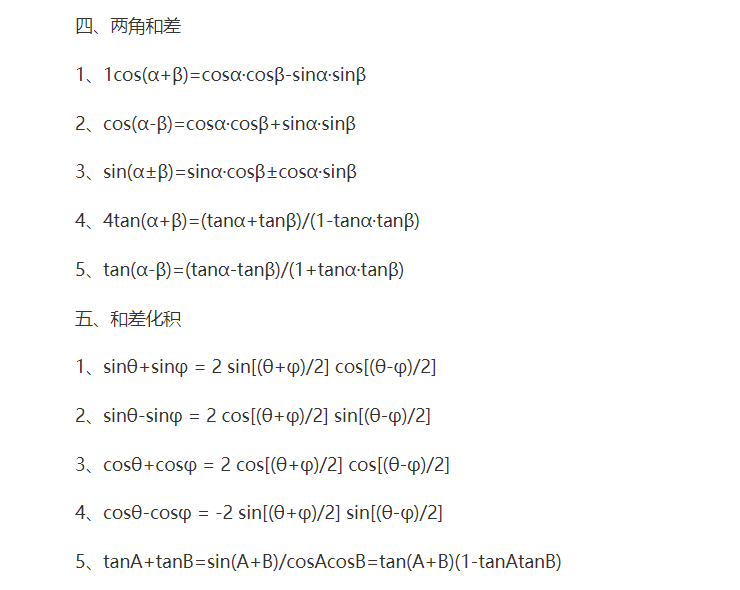 四、两角和差
1、1cos(α+β)=cosα·cosβ-sinα·sinβ
2、cos(α-β)=cosα·cosβ+sinα·sinβ
3、sin(α±β)=sinα·cosβ±cosα·sinβ
4、4tan(α+β)=(tanα+tanβ)/(1-tanα·tanβ)
5、tan(α-β)=(tanα-tanβ)/(1+tanα·tanβ)
五、和差化积
1、sinθ+sinφ = 2 sin[(θ+φ)/2] cos[(θ-φ)/2]
2、sinθ-sinφ = 2 cos[(θ+φ)/2] sin[(θ-φ)/2]
3、cosθ+cosφ = 2 cos[(θ+φ)/2] cos[(θ-φ)/2]
4、cosθ-cosφ = -2 sin[(θ+φ)/2] sin[(θ-φ)/2]
5、tanA+tanB=sin(A+B)/cosAcosB=tan(A+B)(1-tanAtanB)